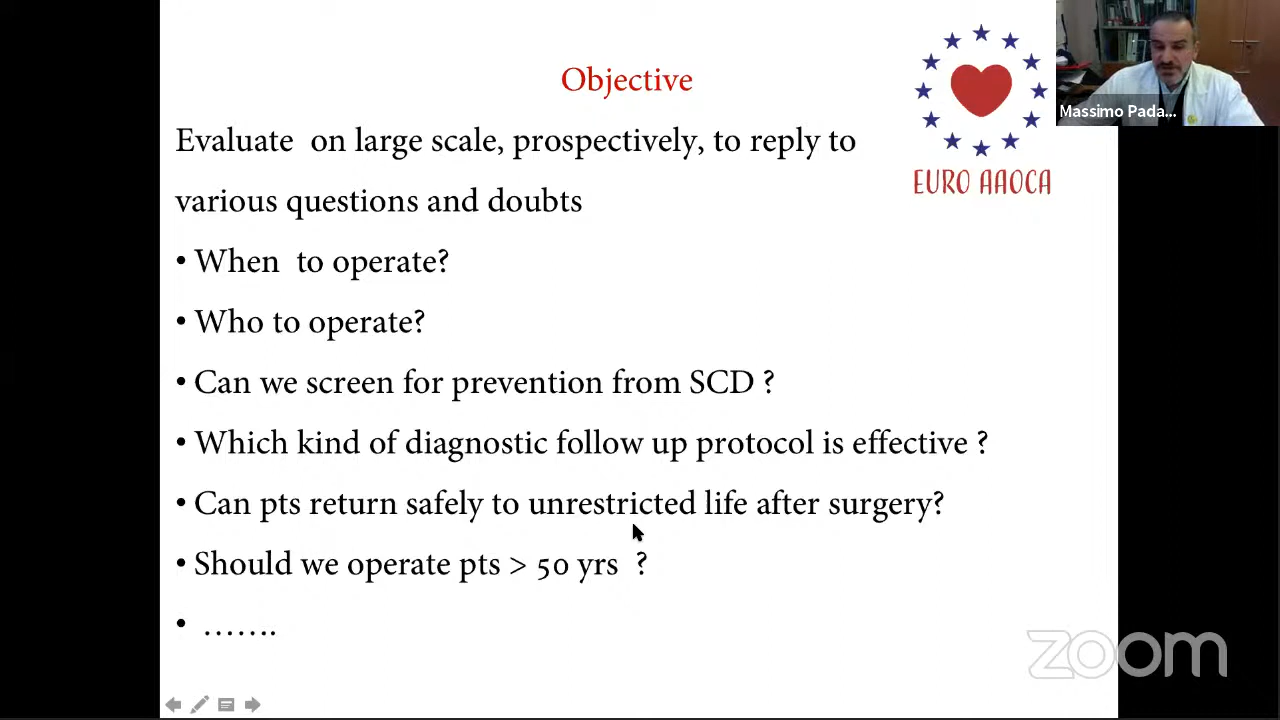 Objective
Evaluate on large scale, prospectively, to reply to
various questions and doubts
• When to operate?
• Who to operate?
• Can we screen for prevention from SCD ?
• Which kind of diagnostic follow up protocol is effective ?
• Can pts return safely to unrestricted life after surgery?
• Should we operate pts > 50 yrs ?
• .......
EURO AAOCA
Massimo Pada...
zoom